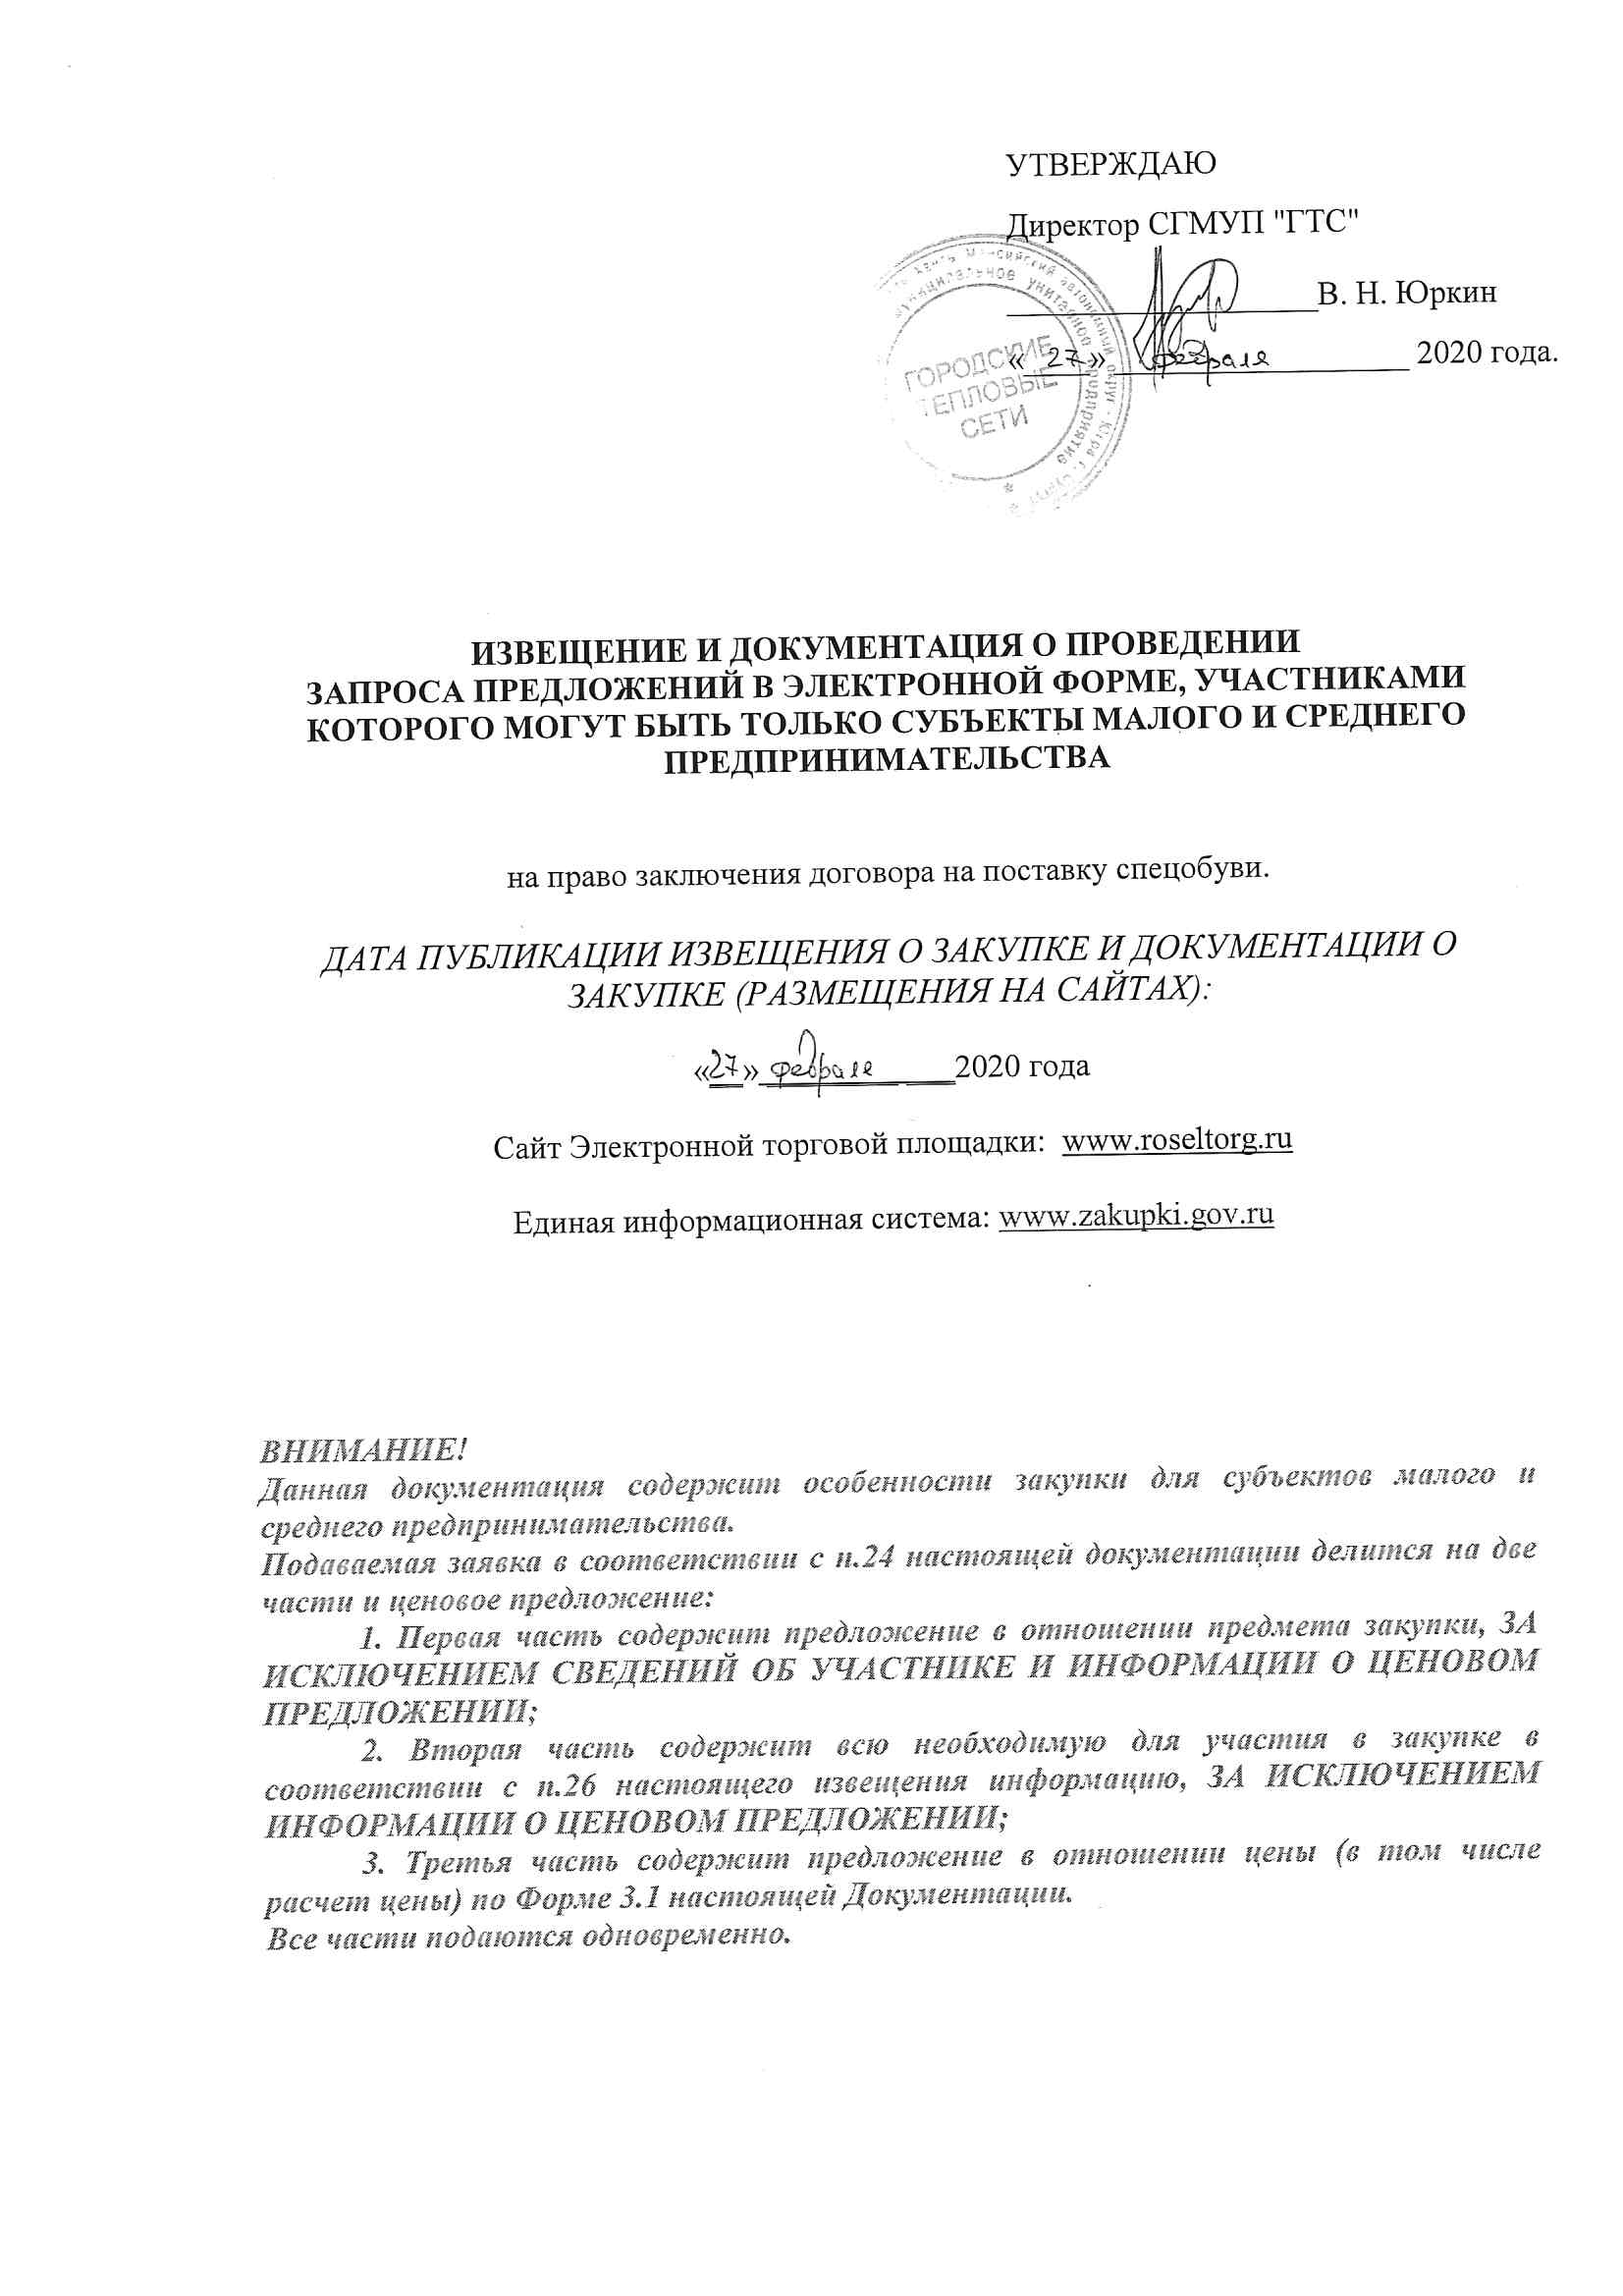 УТВЕРЖДАЮ
Директор СГМУП "ГТС"
В. Н. Юркин
« 27 » февраля 2020 года.
муниципальное унитарное предприятие
ГОРОДСКИЕ
ТЕПЛОВЫЕ
СЕТИ
ИЗВЕЩЕНИЕ И ДОКУМЕНТАЦИЯ О ПРОВЕДЕНИИ
ЗАПРОСА ПРЕДЛОЖЕНИЙ В ЭЛЕКТРОННОЙ ФОРМЕ, УЧАСТНИКАМИ
КОТОРОГО МОГУТ БЫТЬ ТОЛЬКО СУБЪЕКТЫ МАЛОГО И СРЕДНЕГО
ПРЕДПРИНИМАТЕЛЬСТВА
на право заключения договора на поставку спецобуви.
ДАТА ПУБЛИКАЦИИ ИЗВЕЩЕНИЯ О ЗАКУПКЕ И ДОКУМЕНТАЦИИ О
ЗАКУПКЕ (РАЗМЕЩЕНИЯ НА САЙТАХ):
«27» февраля 2020 года
Сайт Электронной торговой площадки: www.roseltorg.ru
Единая информационная система: www.zakupki.gov.ru
ВНИМАНИЕ!
Данная документация содержит особенности закупки для субъектов малого и
среднего предпринимательства.
Подаваемая заявка в соответствии с п.24 настоящей документации делится на две
части и ценовое предложение:
1. Первая часть содержит предложение в отношении предмета закупки, ЗА
ИСКЛЮЧЕНИЕМ СВЕДЕНИЙ ОБ УЧАСТНИКЕ И ИНФОРМАЦИИ О ЦЕНОВОМ
ПРЕДЛОЖЕНИИ;
2. Вторая часть содержит всю необходимую для участия в закупке в
соответствии с п.26 настоящего извещения информацию, ЗА ИСКЛЮЧЕНИЕМ
ИНФОРМАЦИИ О ЦЕНОВОМ ПРЕДЛОЖЕНИИ;
3. Третья часть содержит предложение в отношении цены (в том числе
расчет цены) по Форме 3.1 настоящей Документации.
Все части подаются одновременно.